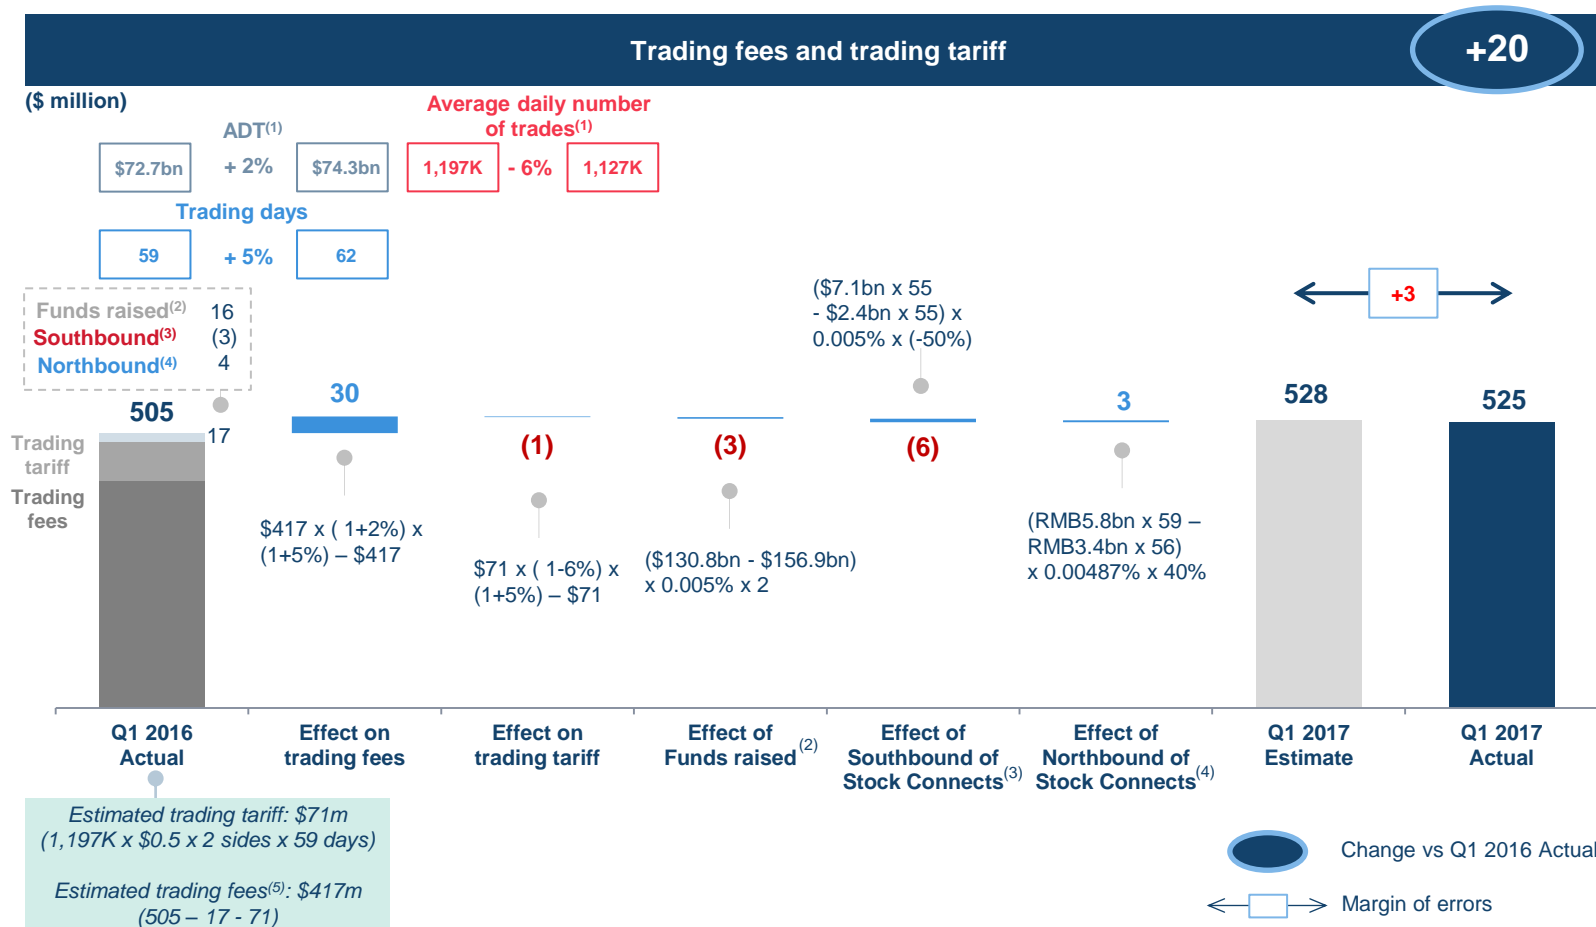 Trading fees and trading tariff
+20
($ million)
ADT(1)
$72.7bn
+ 2%
$74.3bn
Average daily number
of trades(1)
1,197K
- 6%
1,127K
Trading days
59
+ 5%
62
Funds raised(2) 16
Southbound(3) (3)
Northbound(4) 4
505
17
Trading
tariff
Trading
fees
30
$417 x ( 1+2%) x
(1+5%) – $417
(1)
$71 x ( 1-6%) x
(1+5%) – $71
(3)
($130.8bn - $156.9bn)
x 0.005% x 2
($7.1bn x 55
- $2.4bn x 55) x
0.005% x (-50%)
(6)
3
(RMB5.8bn x 59 –
RMB3.4bn x 56)
x 0.00487% x 40%
+3
528
525
Q1 2016
Actual
Effect on
trading fees
Effect on
trading tariff
Effect of
Funds raised(2)
Effect of
Southbound of
Stock Connects(3)
Effect of
Northbound of
Stock Connects(4)
Q1 2017
Estimate
Q1 2017
Actual
Estimated trading tariff: $71m
(1,197K x $0.5 x 2 sides x 59 days)
Estimated trading fees(5): $417m
(505 – 17 - 71)
Change vs Q1 2016 Actual
Margin of errors